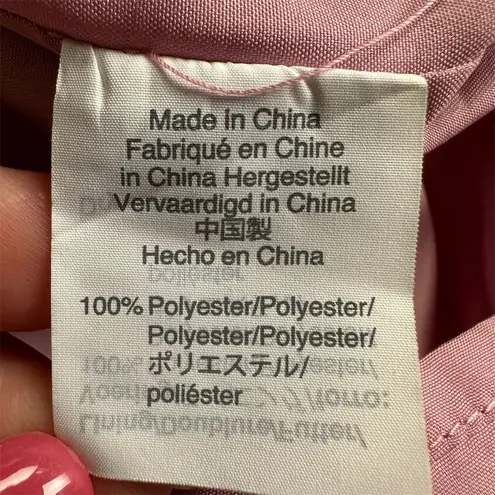 Made in China
Fabriqué en Chine
in China Hergestellt
Vervaardigd in China
中国製
Hecho en China
100% Polyester/Polyester/
Polyester/Polyester/
ポリエステル/
poliéster